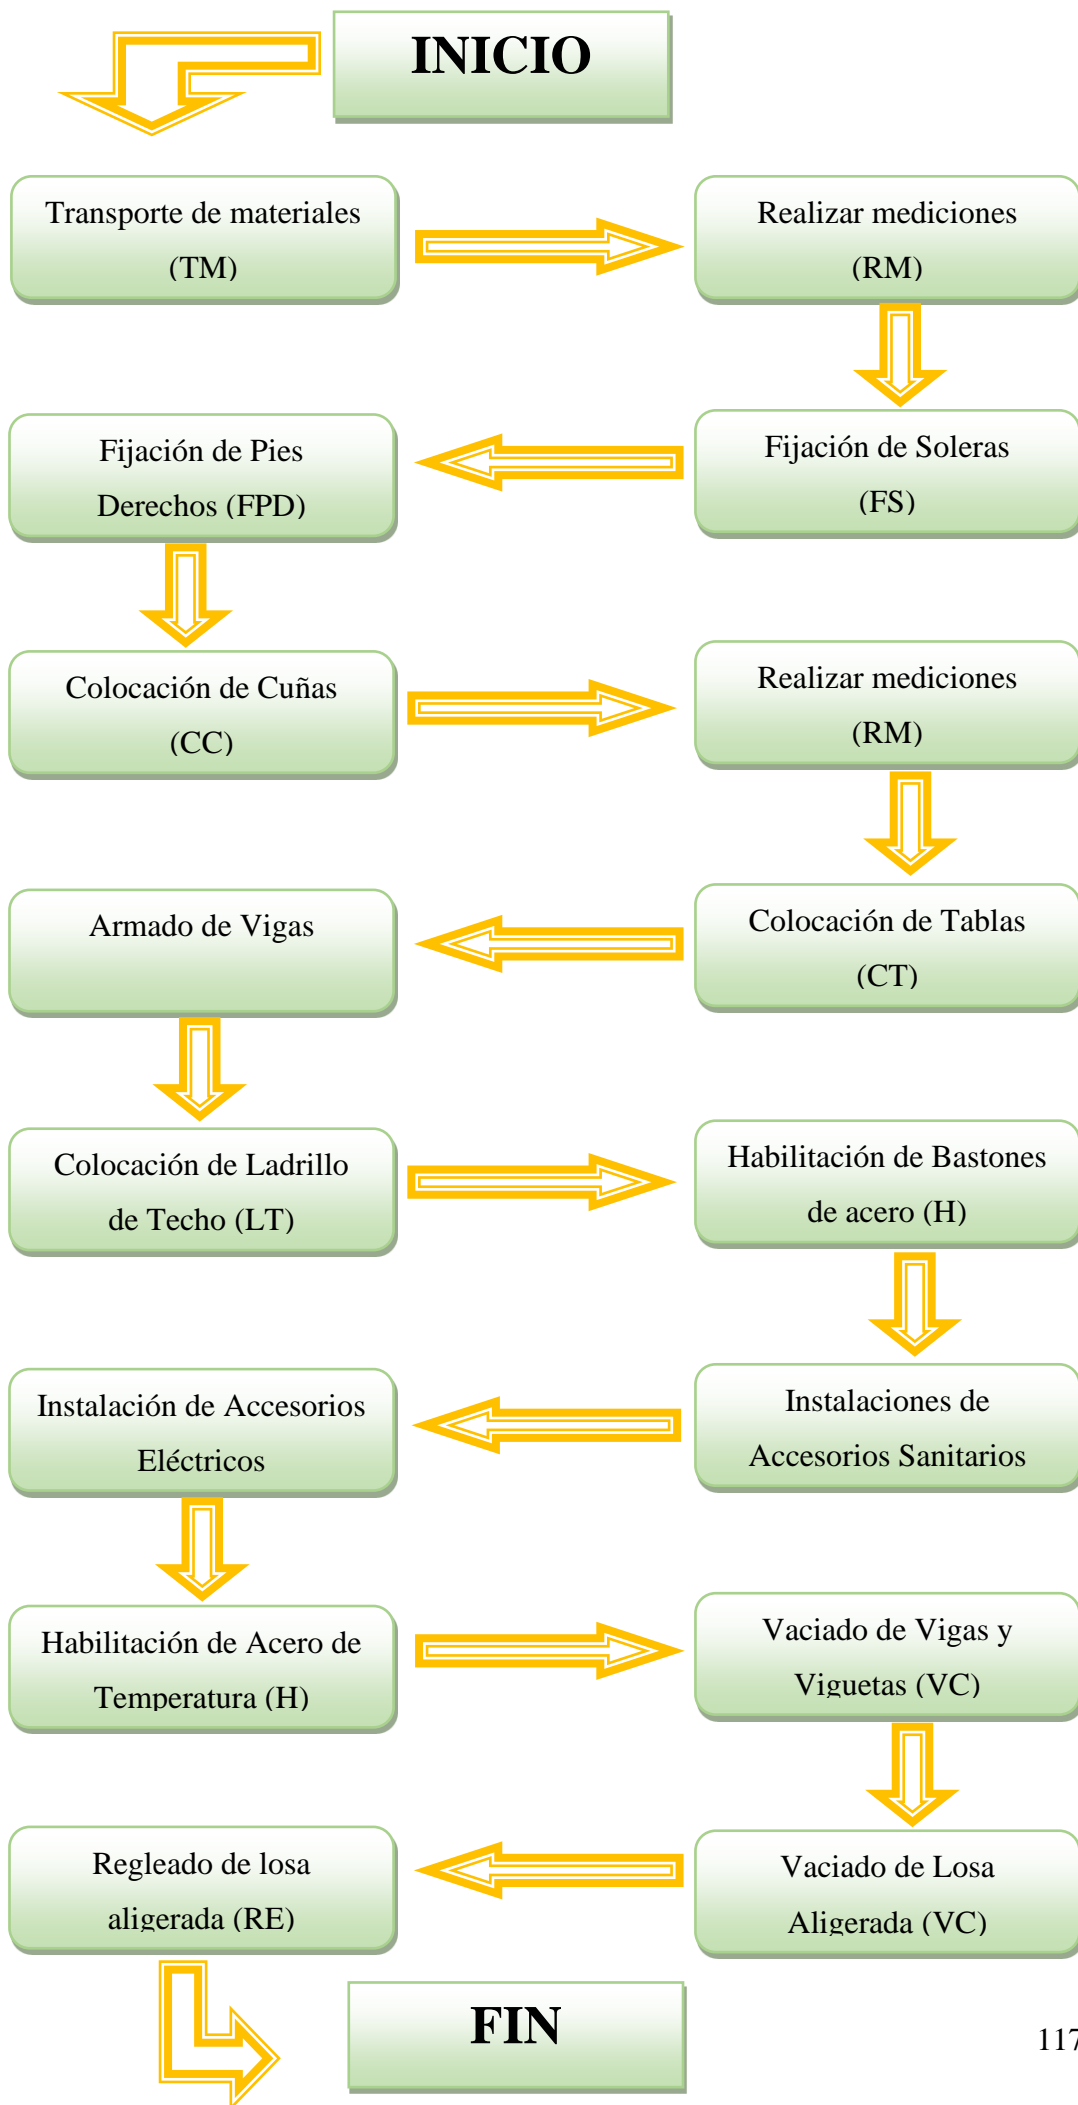 INICIO
Transporte de materiales
(TM)
Realizar mediciones
(RM)
Fijación de Pies
Derechos (FPD)
Fijación de Soleras
(FS)
Colocación de Cuñas
(CC)
Realizar mediciones
(RM)
Armado de Vigas
Colocación de Tablas
(CT)
Colocación de Ladrillo
de Techo (LT)
Habilitación de Bastones
de acero (H)
Instalación de Accesorios
Eléctricos
Instalaciones de
Accesorios Sanitarios
Habilitación de Acero de
Temperatura (H)
Vaciado de Vigas y
Viguetas (VC)
Regleado de losa
aligerada (RE)
Vaciado de Losa
Aligerada (VC)
FIN
117